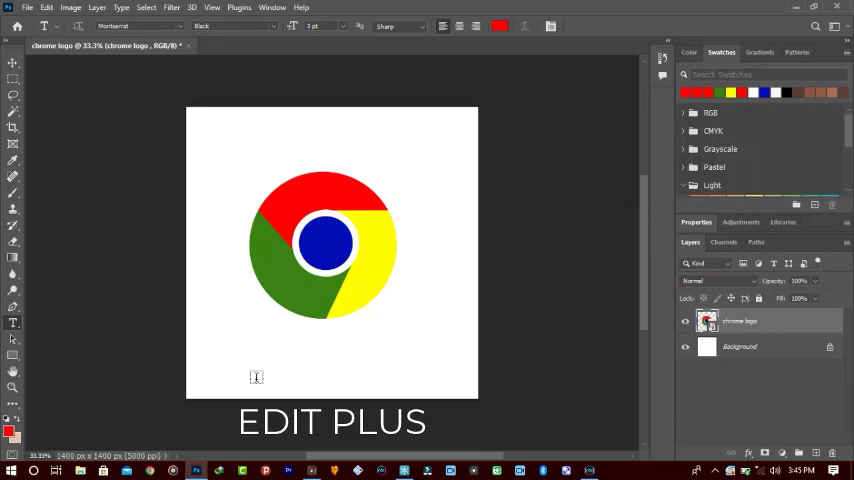 Ps File Edit Image Layer Type Select Filter 3D View Plugins Window Help
T Montserrat Black 3 pt Sharp
chrome logo @ 33.3% (chrome logo , RGB/8) *
Color Swatches Gradients Patterns
Search Swatches
RGB
CMYK
Grayscale
Pastel
Light
Properties Adjustments Libraries
Layers Channels Paths
Kind
Normal Opacity: 100%
Lock: Fill: 100%
chrome logo
Background
EDIT PLUS
33.33% 1400 px x 1400 px (5000 ppi)
3:45 PM